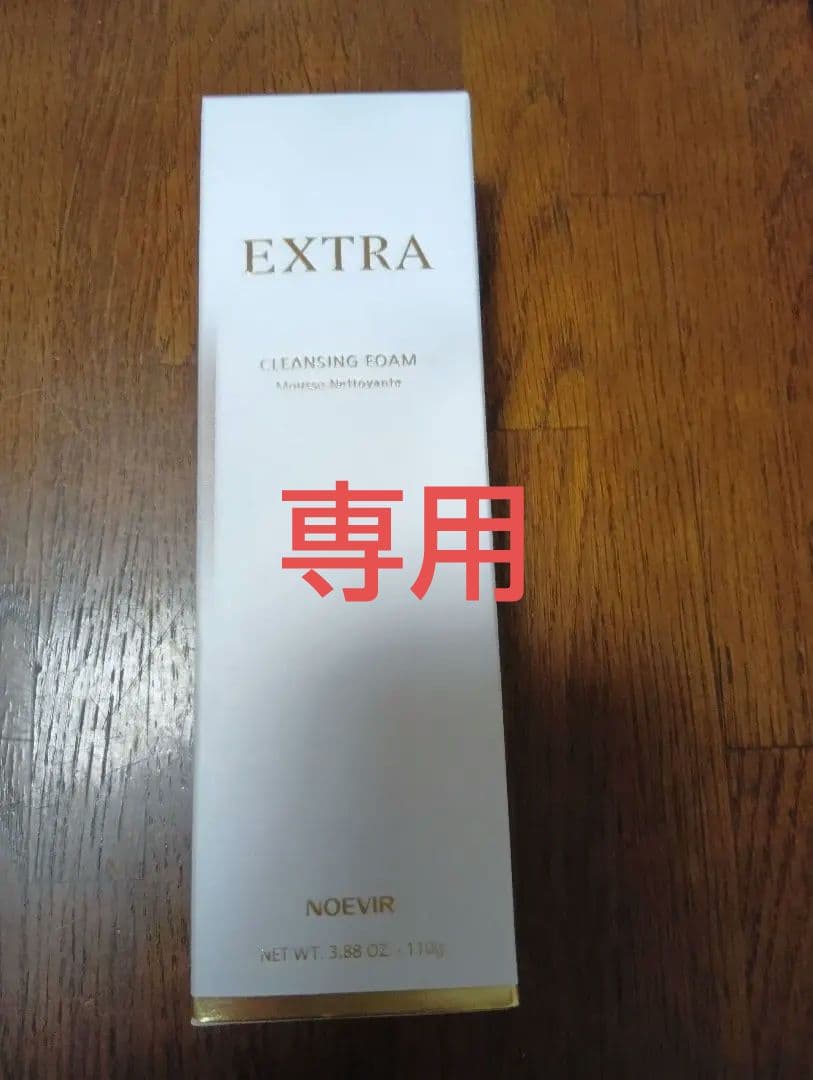 EXTRA
CLEANSING FOAM
Mousse Nettoyante
専用
NOEVIR
NET WT. 3.88 OZ. · 110g